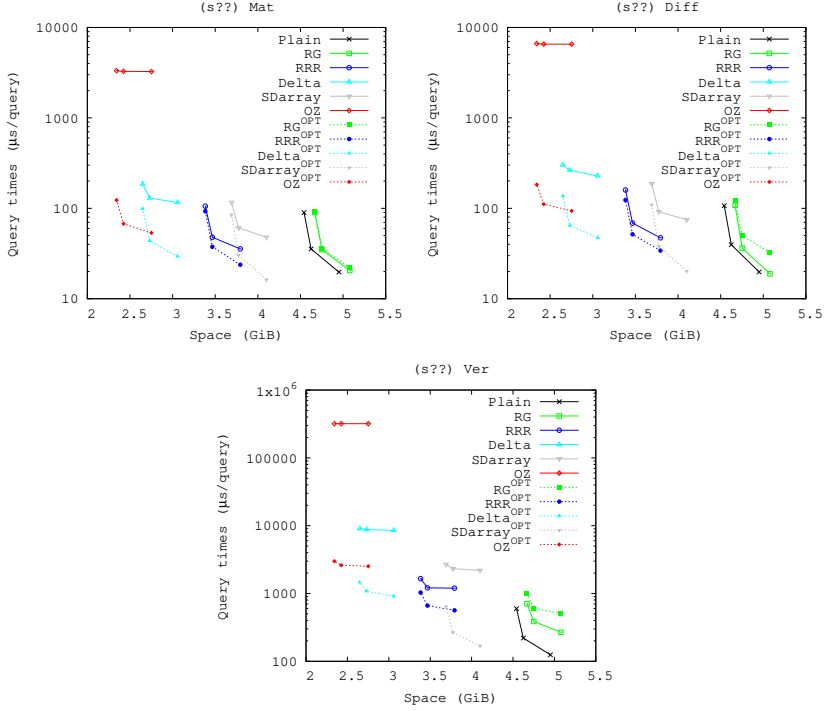 (s??) Mat
Query times (µs/query)
10000
1000
100
10
2 2.5 3 3.5 4 4.5 5 5.5
Space (GiB)
Plain
RG
RRR
Delta
SDarray
OZ
RG^OPT
RRR^OPT
Delta^OPT
SDarray^OPT
OZ^OPT
(s??) Diff
Query times (µs/query)
10000
1000
100
10
2 2.5 3 3.5 4 4.5 5 5.5
Space (GiB)
Plain
RG
RRR
Delta
SDarray
OZ
RG^OPT
RRR^OPT
Delta^OPT
SDarray^OPT
OZ^OPT
(s??) Ver
Query times (µs/query)
1x10^6
100000
10000
1000
100
2 2.5 3 3.5 4 4.5 5 5.5
Space (GiB)
Plain
RG
RRR
Delta
SDarray
OZ
RG^OPT
RRR^OPT
Delta^OPT
SDarray^OPT
OZ^OPT